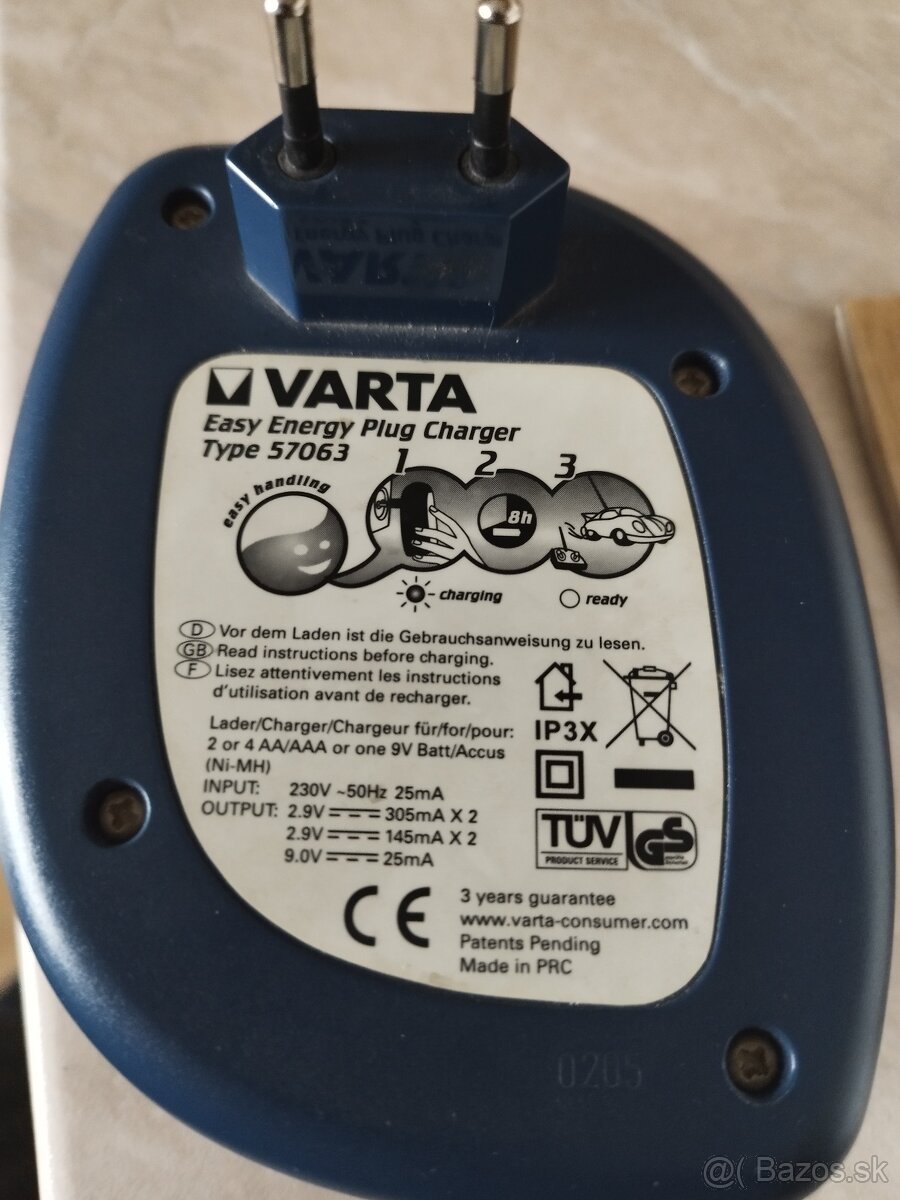 VARTA
Easy Energy Plug Charger
Type 57063
1 2 3
easy handling
8h
charging
ready
D Vor dem Laden ist die Gebrauchsanweisung zu lesen.
GB Read instructions before charging.
F Lisez attentivement les instructions
d'utilisation avant de recharger.
Lader/Charger/Chargeur für/for/pour:
2 or 4 AA/AAA or one 9V Batt/Accus
(Ni-MH)
INPUT: 230V ~50Hz 25mA
OUTPUT: 2.9V 305mA X 2
2.9V 145mA X 2
9.0V 25mA
IP3X
TÜV
PRODUCT SERVICE
GS
CE
3 years guarantee
www.varta-consumer.com
Patents Pending
Made in PRC
0205
@( Bazos.sk